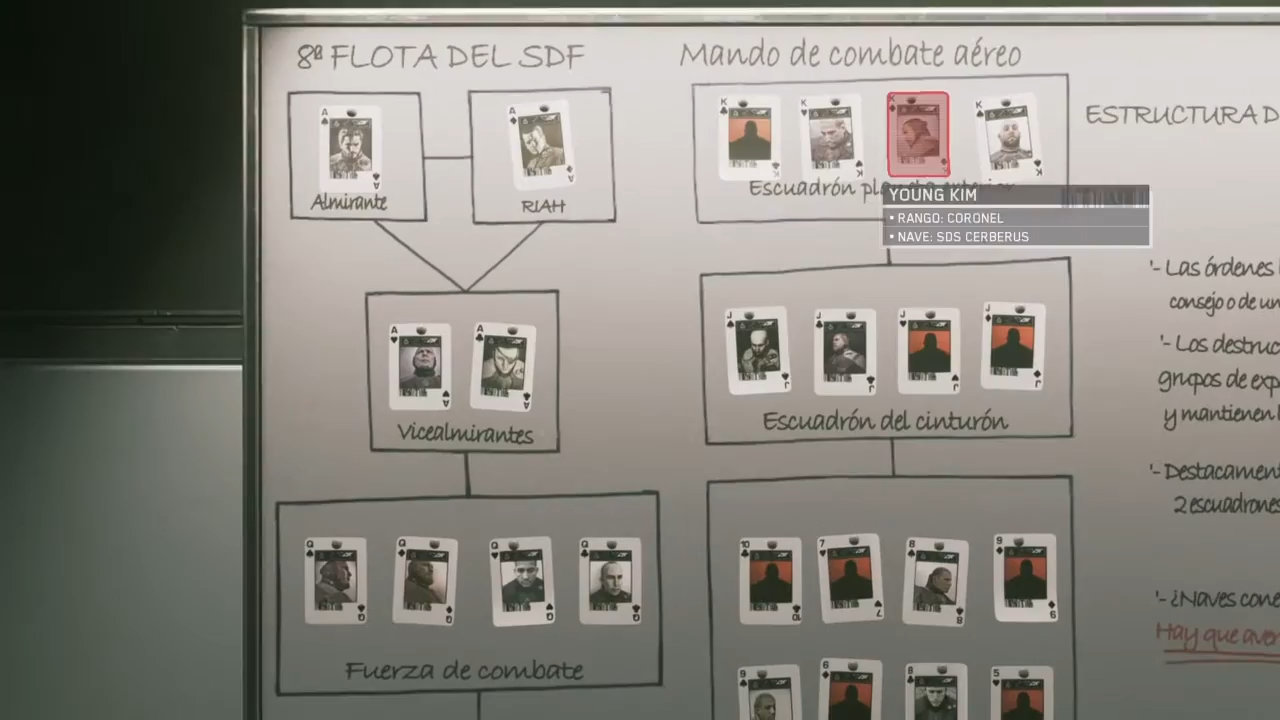 8ª FLOTA DEL SDF
Almirante
RIAH
Vicealmirantes
Fuerza de combate
Mando de combate aéreo
Escuadrón
YOUNG KIM
• RANGO: CORONEL
• NAVE: SDS CERBERUS
Escuadrón del cinturón
ESTRUCTURA D
'- Las órdenes
consejo o de un
'- Los destruc
grupos de exp
y mantienen
'- Destacament
2 escuadrones
'- ¿Naves cone
Hay que aver